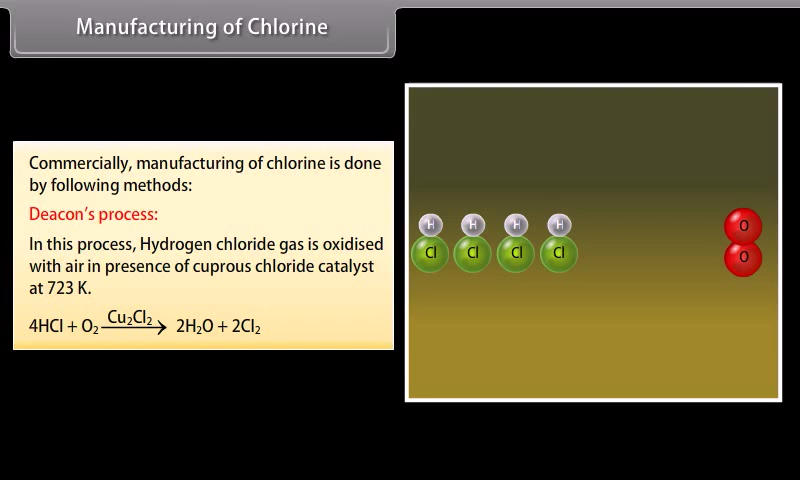 Manufacturing of Chlorine
Commercially, manufacturing of chlorine is done
by following methods:
Deacon's process:
In this process, Hydrogen chloride gas is oxidised
with air in presence of cuprous chloride catalyst
at 723 K.
4HCl + O₂ —Cu₂Cl₂→ 2H₂O + 2Cl₂
H H H H O
Cl Cl Cl Cl O